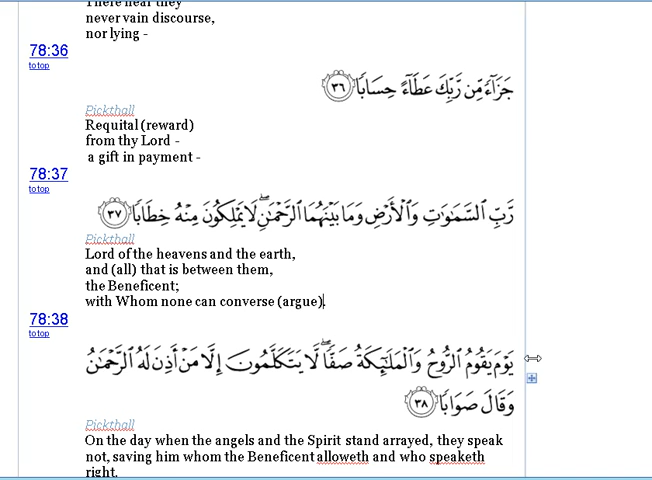 There hear they
never vain discourse,
nor lying -
78:36
to top
جَزَآءً مِّن رَّبِّكَ عَطَآءً حِسَابًا ٣٦
Pickthall
Requital (reward)
from thy Lord -
a gift in payment -
78:37
to top
رَّبِّ ٱلسَّمَٰوَٰتِ وَٱلْأَرْضِ وَمَا بَيْنَهُمَا ٱلرَّحْمَٰنِ ۖ لَا يَمْلِكُونَ مِنْهُ خِطَابًا ٣٧
Pickthall
Lord of the heavens and the earth,
and (all) that is between them,
the Beneficent;
with Whom none can converse (argue).
78:38
to top
يَوْمَ يَقُومُ ٱلرُّوحُ وَٱلْمَلَٰٓئِكَةُ صَفًّا ۖ لَّا يَتَكَلَّمُونَ إِلَّا مَنْ أَذِنَ لَهُ ٱلرَّحْمَٰنُ
وَقَالَ صَوَابًا ٣٨
Pickthall
On the day when the angels and the Spirit stand arrayed, they speak
not, saving him whom the Beneficent alloweth and who speaketh
right.